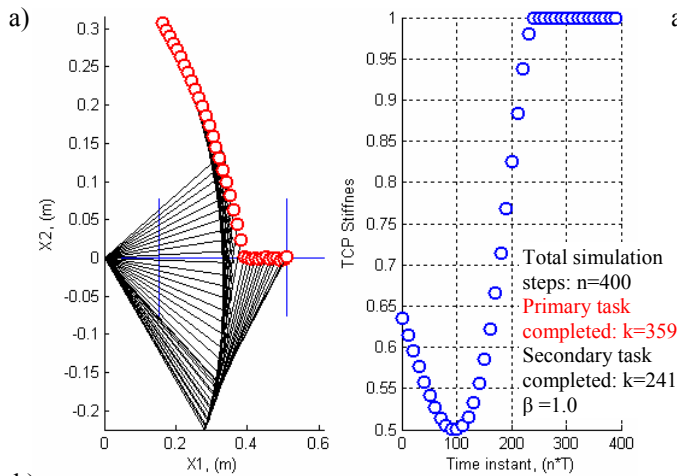 a)
a
0.3
0.25
0.2
0.15
0.1
0.05
0
-0.05
-0.1
-0.15
-0.2
X2, (m)
0
0.2
0.4
0.6
X1, (m)
1
0.95
0.9
0.85
0.8
0.75
0.7
0.65
0.6
0.55
0.5
TCP Stiffnes
0
100
200
300
400
Time instant, (n*T)
Total simulation
steps: n=400
Primary task
completed: k=359
Secondary task
completed: k=241
β =1.0